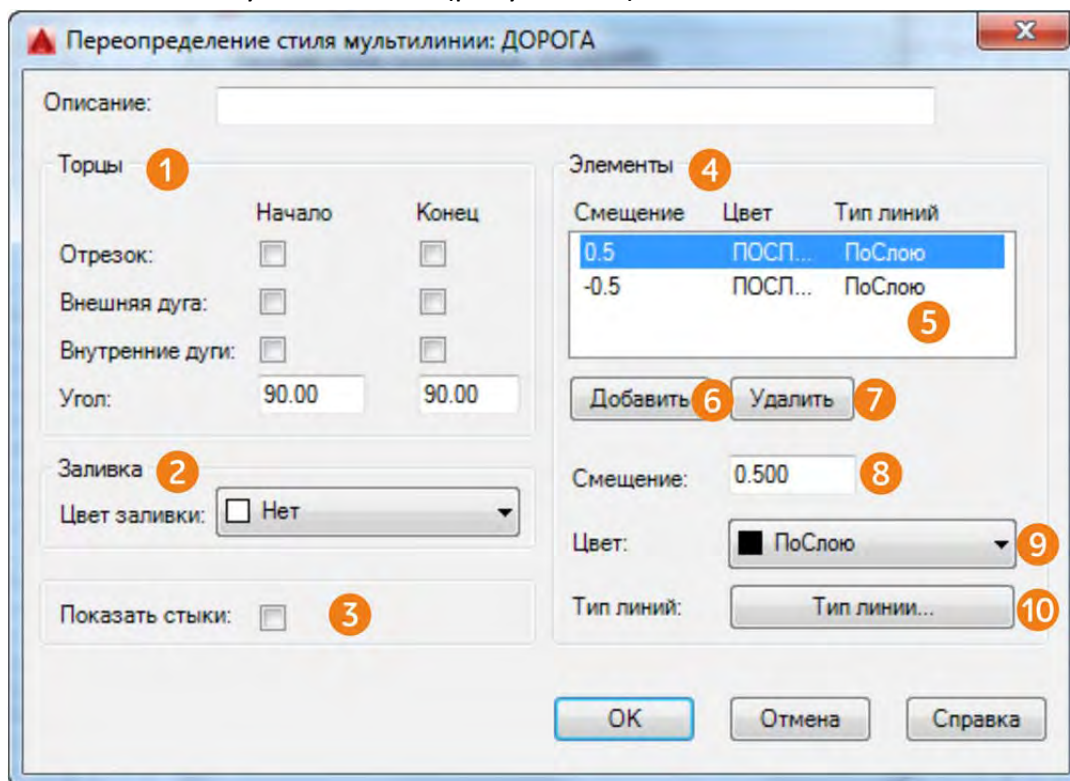 Переопределение стиля мультилинии: ДОРОГА
Описание:
Торцы 1
Начало Конец
Отрезок:
Внешняя дуга:
Внутренние дуги:
Угол: 90.00 90.00
Заливка 2
Цвет заливки: Нет
Показать стыки: 3
Элементы 4
Смещение Цвет Тип линий
0.5 ПОСЛ... ПоСлою
-0.5 ПОСЛ... ПоСлою
5
Добавить 6 Удалить 7
Смещение: 0.500 8
Цвет: ПоСлою 9
Тип линий: Тип линии... 10
ОК Отмена Справка